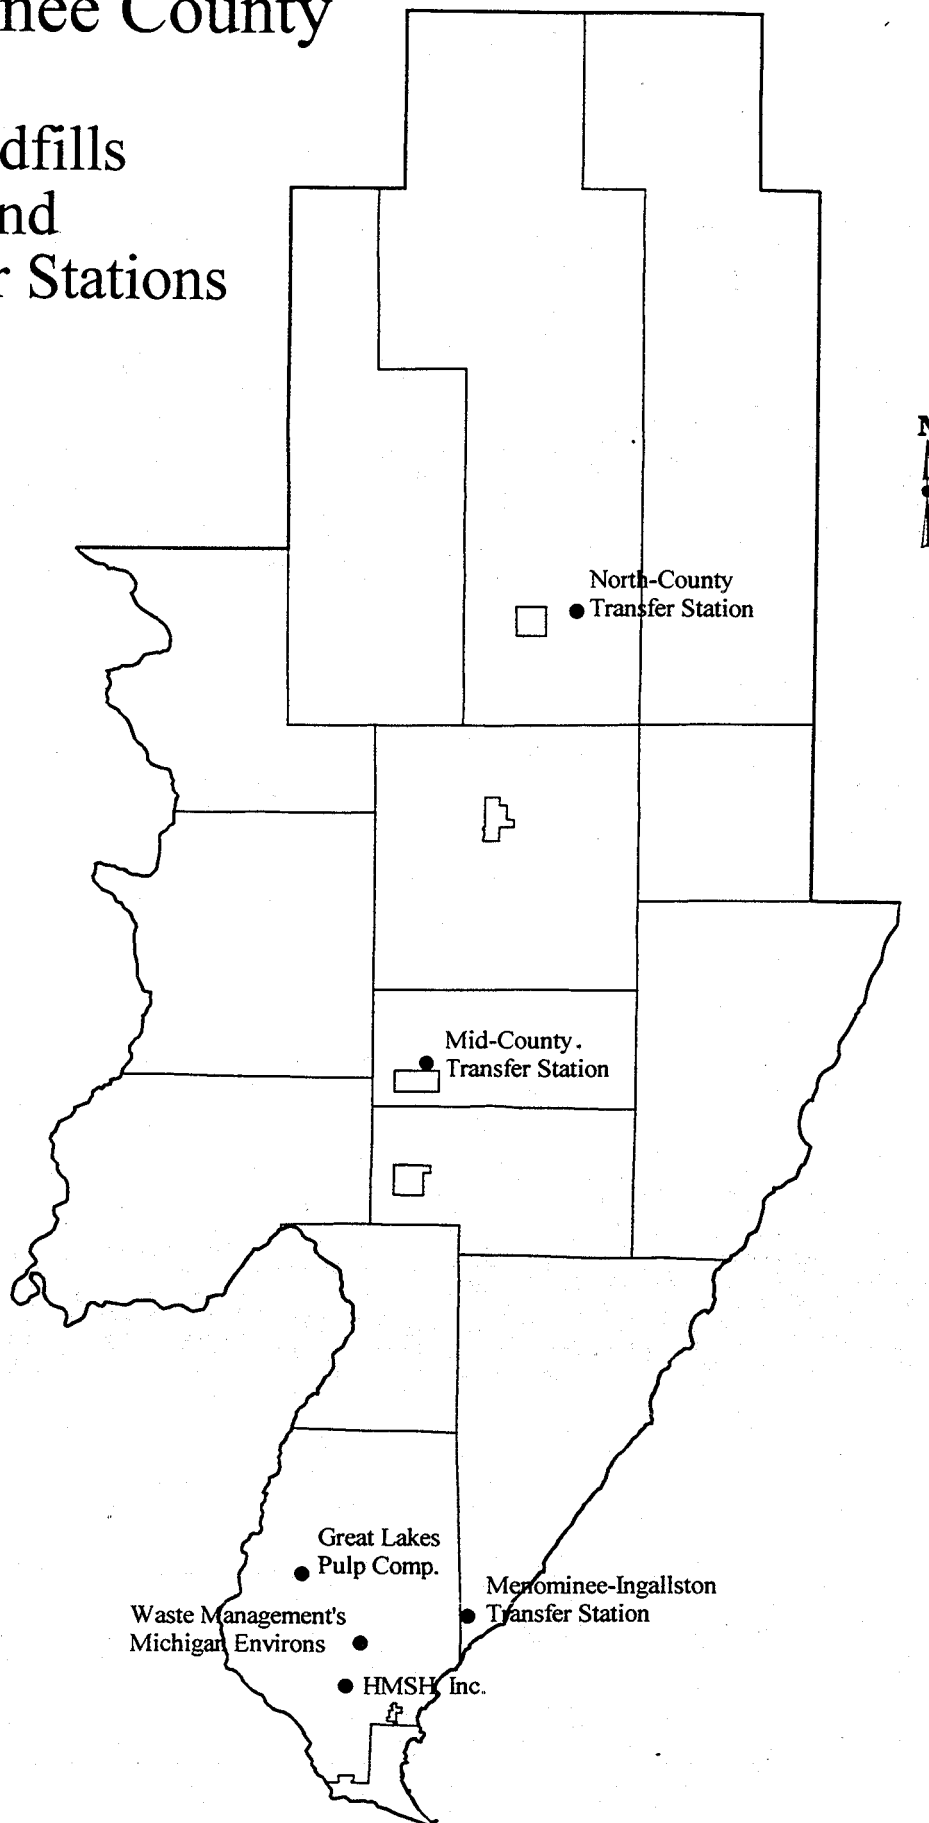 nee County
dfills
nd
r Stations
N
North-County
Transfer Station
Mid-County.
Transfer Station
Great Lakes
Pulp Comp.
Menominee-Ingallston
Transfer Station
Waste Management's
Michigan Environs
HMSH, Inc.